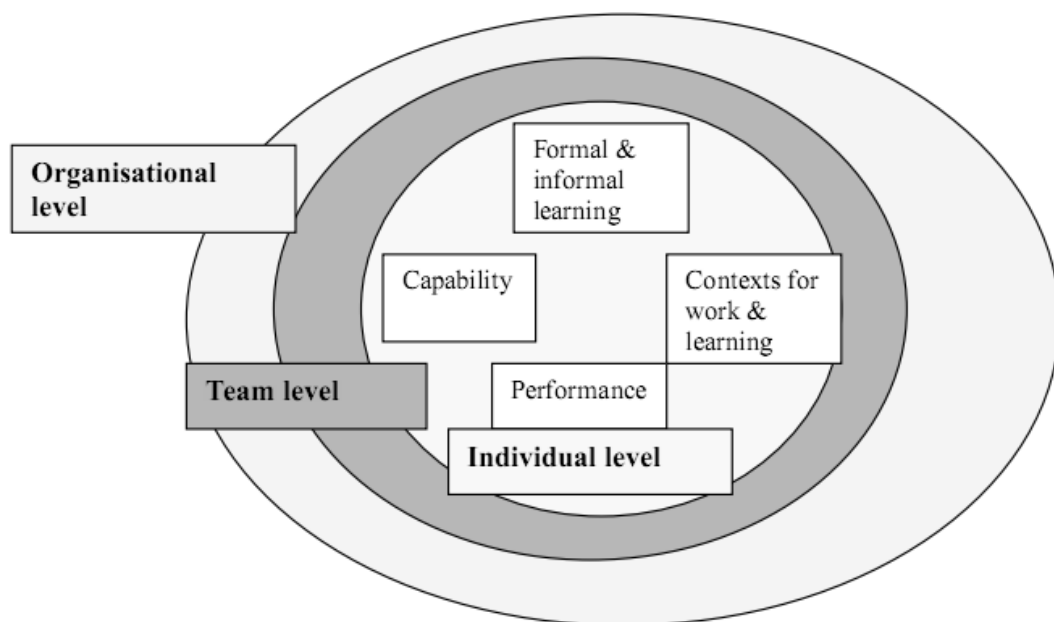 Formal &
informal
learning
Organisational
level
Capability
Contexts for
work &
learning
Team level
Performance
Individual level